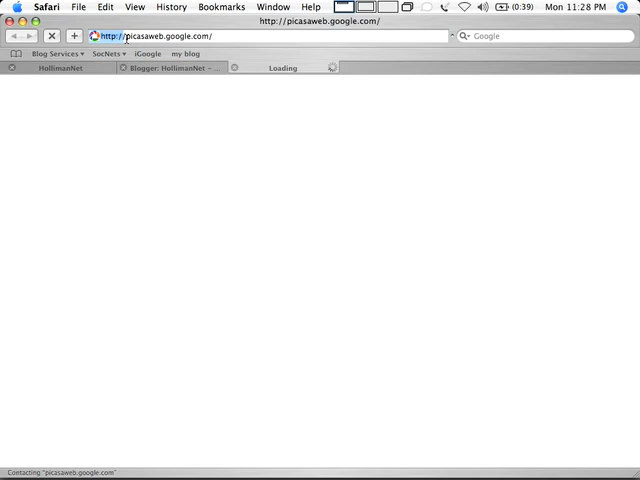 Safari File Edit View History Bookmarks Window Help (0:39) Mon 11:28 PM
http://picasaweb.google.com/
http://picasaweb.google.com/ Google
Blog Services SocNets iGoogle my blog
HollimanNet Blogger: HollimanNet – ... Loading
Contacting "picasaweb.google.com"